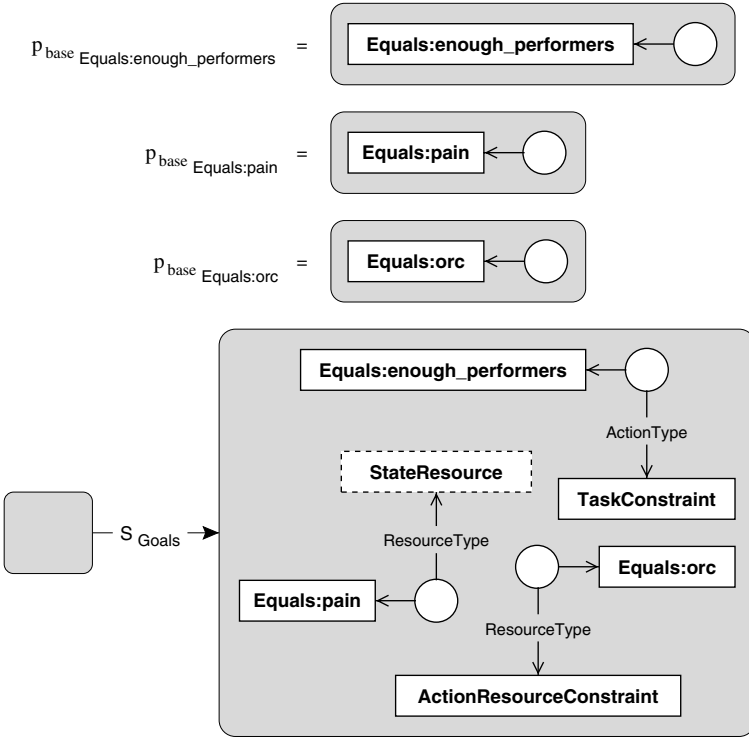 p base Equals:enough_performers = Equals:enough_performers
p base Equals:pain = Equals:pain
p base Equals:orc = Equals:orc
Equals:enough_performers
ActionType
StateResource
TaskConstraint
S Goals
ResourceType
Equals:orc
Equals:pain
ResourceType
ActionResourceConstraint